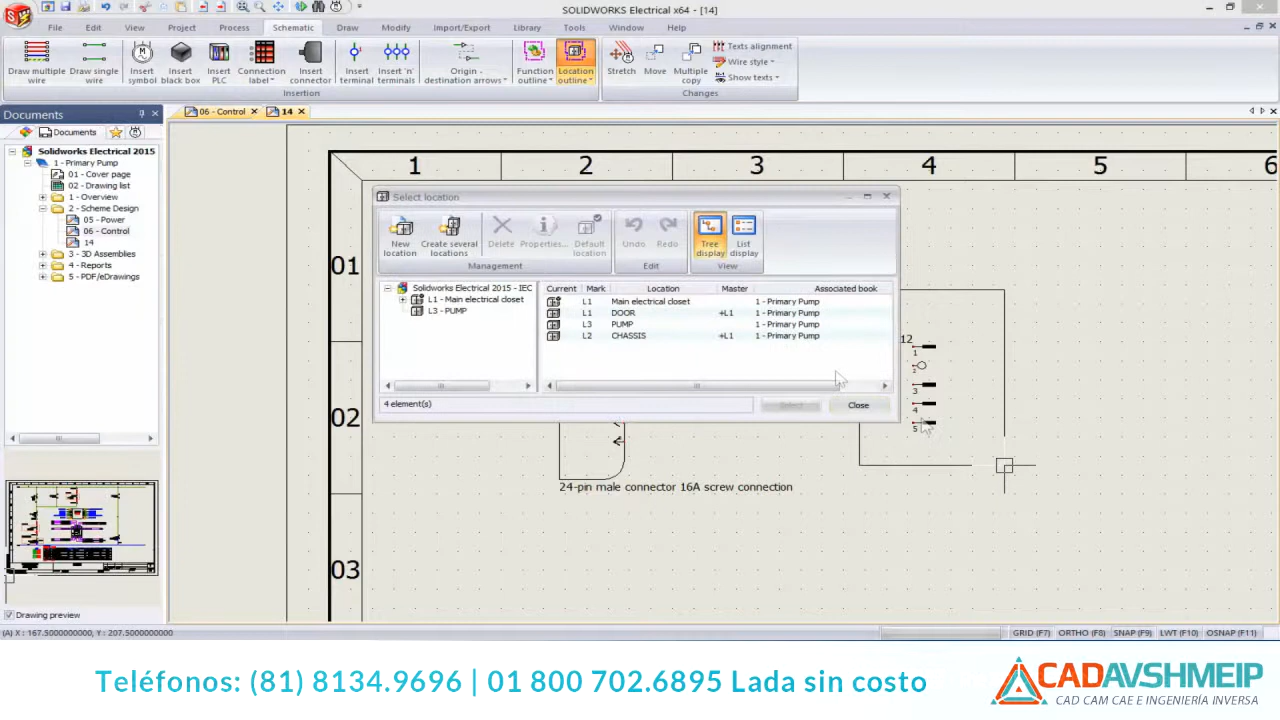 SOLIDWORKS Electrical x64 - [14]
File Edit View Project Process Schematic Draw Modify Import/Export Library Tools Window Help
Draw multiple wire
Draw single wire
Insert symbol
Insert black box
Insert PLC
Connection label
Insert connector
Insert terminal
Insert 'n' terminals
Origin - destination arrows
Function outline
Location outline
Stretch
Move
Multiple copy
Texts alignment
Wire style
Show texts
Insertion
Changes
Documents
06 - Control
14
Documents
Solidworks Electrical 2015
1 - Primary Pump
01 - Cover page
02 - Drawing list
1 - Overview
2 - Scheme Design
05 - Power
06 - Control
14
3 - 3D Assemblies
4 - Reports
5 - PDF/eDrawings
Drawing preview
1 2 3 4 5 6
01
02
03
Select location
New location
Create several locations
Delete
Properties...
Default location
Undo
Redo
Tree display
List display
Management
Edit
View
Solidworks Electrical 2015 - IEC
L1 - Main electrical closet
L3 - PUMP
Current Mark Location Master Associated book
L1 Main electrical closet 1 - Primary Pump
L1 DOOR +L1 1 - Primary Pump
L3 PUMP 1 - Primary Pump
L2 CHASSIS +L1 1 - Primary Pump
4 element(s)
Select
Close
12
1
2
3
4
5
24-pin male connector 16A screw connection
(A) X : 167.5000000000, Y : 207.5000000000
GRID (F7) ORTHO (F8) SNAP (F9) LWT (F10) OSNAP (F11)
Teléfonos: (81) 8134.9696 | 01 800 702.6895 Lada sin costo
CADAVSHMEIP
CAD CAM CAE E INGENIERÍA INVERSA